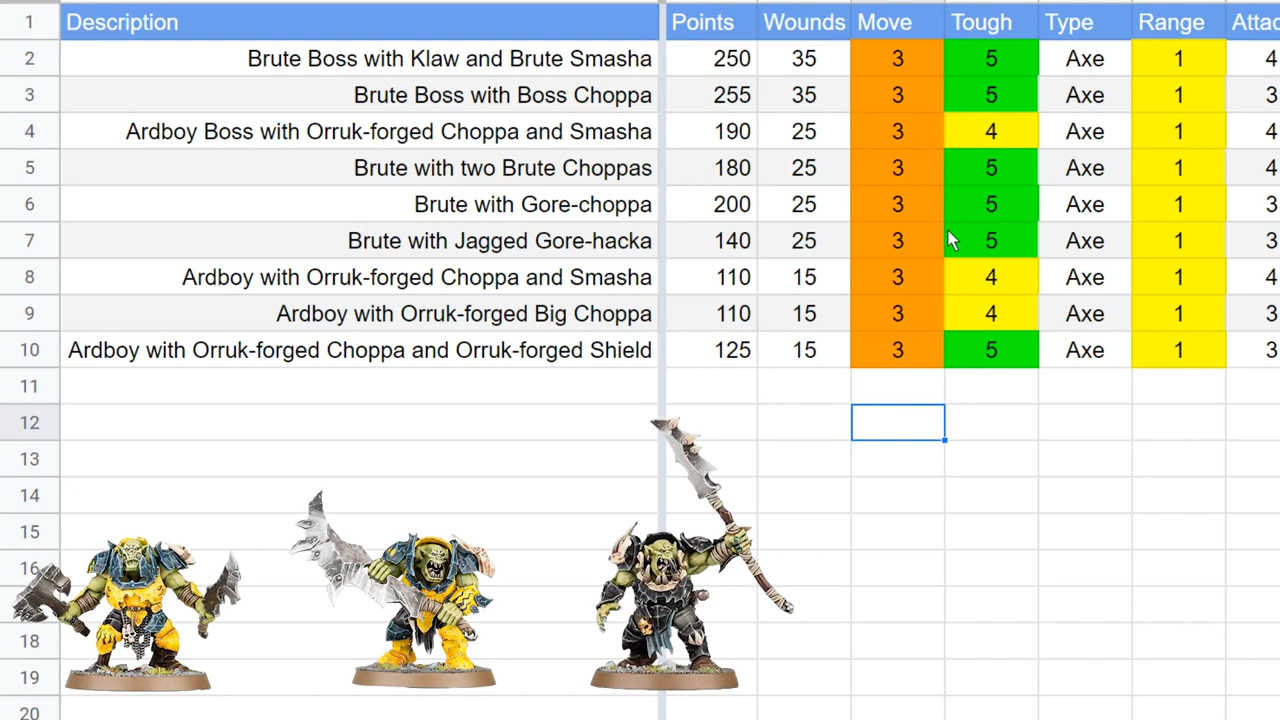 1 Description Points Wounds Move Tough Type Range Attac
2 Brute Boss with Klaw and Brute Smasha 250 35 3 5 Axe 1 4
3 Brute Boss with Boss Choppa 255 35 3 5 Axe 1 3
4 Ardboy Boss with Orruk-forged Choppa and Smasha 190 25 3 4 Axe 1 4
5 Brute with two Brute Choppas 180 25 3 5 Axe 1 4
6 Brute with Gore-choppa 200 25 3 5 Axe 1 3
7 Brute with Jagged Gore-hacka 140 25 3 5 Axe 1 3
8 Ardboy with Orruk-forged Choppa and Smasha 110 15 3 4 Axe 1 4
9 Ardboy with Orruk-forged Big Choppa 110 15 3 4 Axe 1 3
10 Ardboy with Orruk-forged Choppa and Orruk-forged Shield 125 15 3 5 Axe 1 3
11
12
13
14
15
16
18
19
20